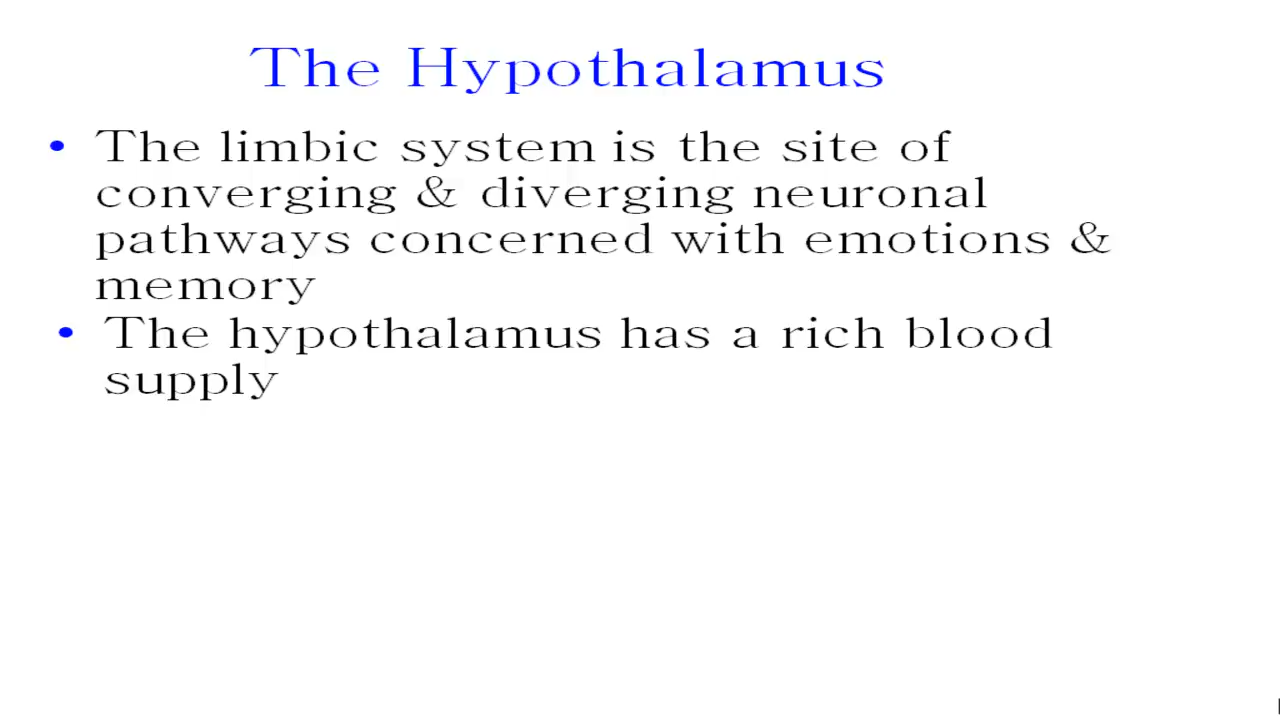 The Hypothalamus
• The limbic system is the site of
converging & diverging neuronal
pathways concerned with emotions &
memory
• The hypothalamus has a rich blood
supply